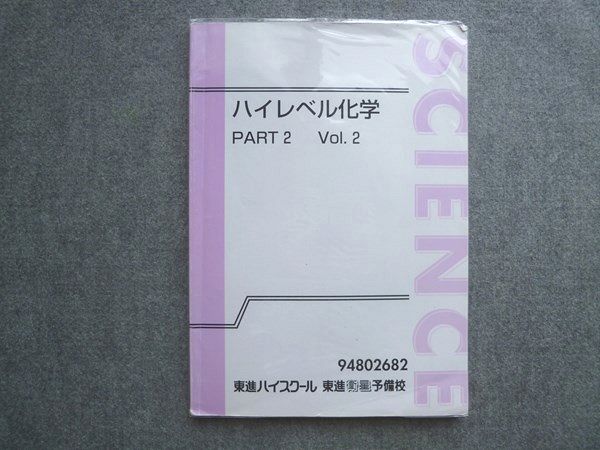 ハイレベル化学
PART 2 Vol. 2
SCIENCE
94802682
東進ハイスクール 東進衛星予備校